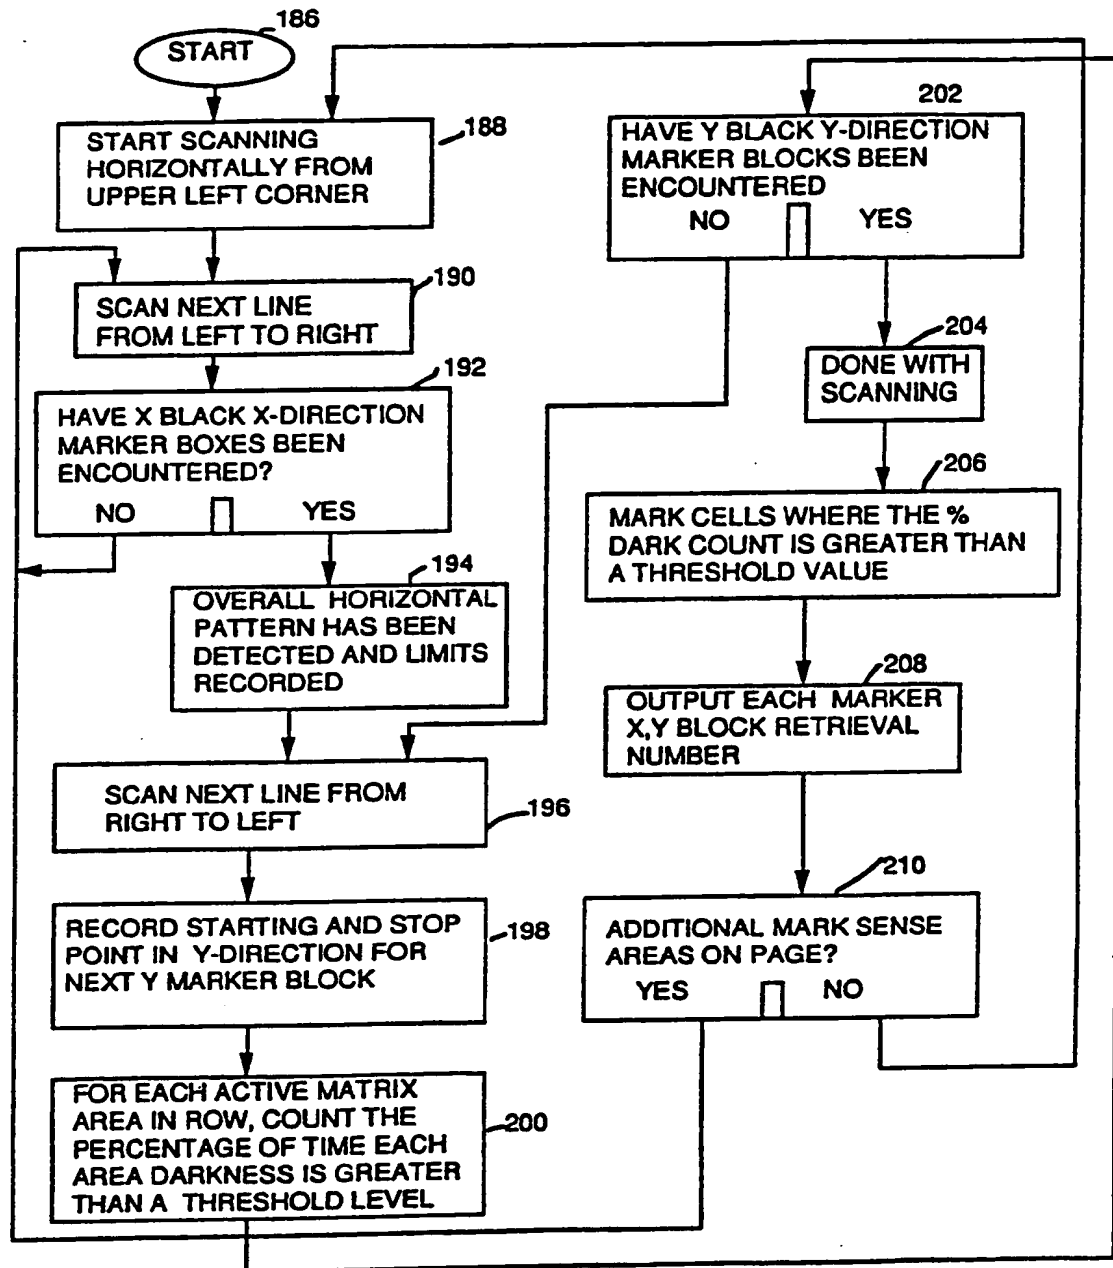 186
START
188
START SCANNING
HORIZONTALLY FROM
UPPER LEFT CORNER
190
SCAN NEXT LINE
FROM LEFT TO RIGHT
192
HAVE X BLACK X-DIRECTION
MARKER BOXES BEEN
ENCOUNTERED?
NO YES
194
OVERALL HORIZONTAL
PATTERN HAS BEEN
DETECTED AND LIMITS
RECORDED
SCAN NEXT LINE FROM
RIGHT TO LEFT
196
RECORD STARTING AND STOP
POINT IN Y-DIRECTION FOR
NEXT Y MARKER BLOCK
198
FOR EACH ACTIVE MATRIX
AREA IN ROW, COUNT THE
PERCENTAGE OF TIME EACH
AREA DARKNESS IS GREATER
THAN A THRESHOLD LEVEL
200
202
HAVE Y BLACK Y-DIRECTION
MARKER BLOCKS BEEN
ENCOUNTERED
NO YES
204
DONE WITH
SCANNING
206
MARK CELLS WHERE THE %
DARK COUNT IS GREATER THAN
A THRESHOLD VALUE
208
OUTPUT EACH MARKER
X,Y BLOCK RETRIEVAL
NUMBER
210
ADDITIONAL MARK SENSE
AREAS ON PAGE?
YES NO